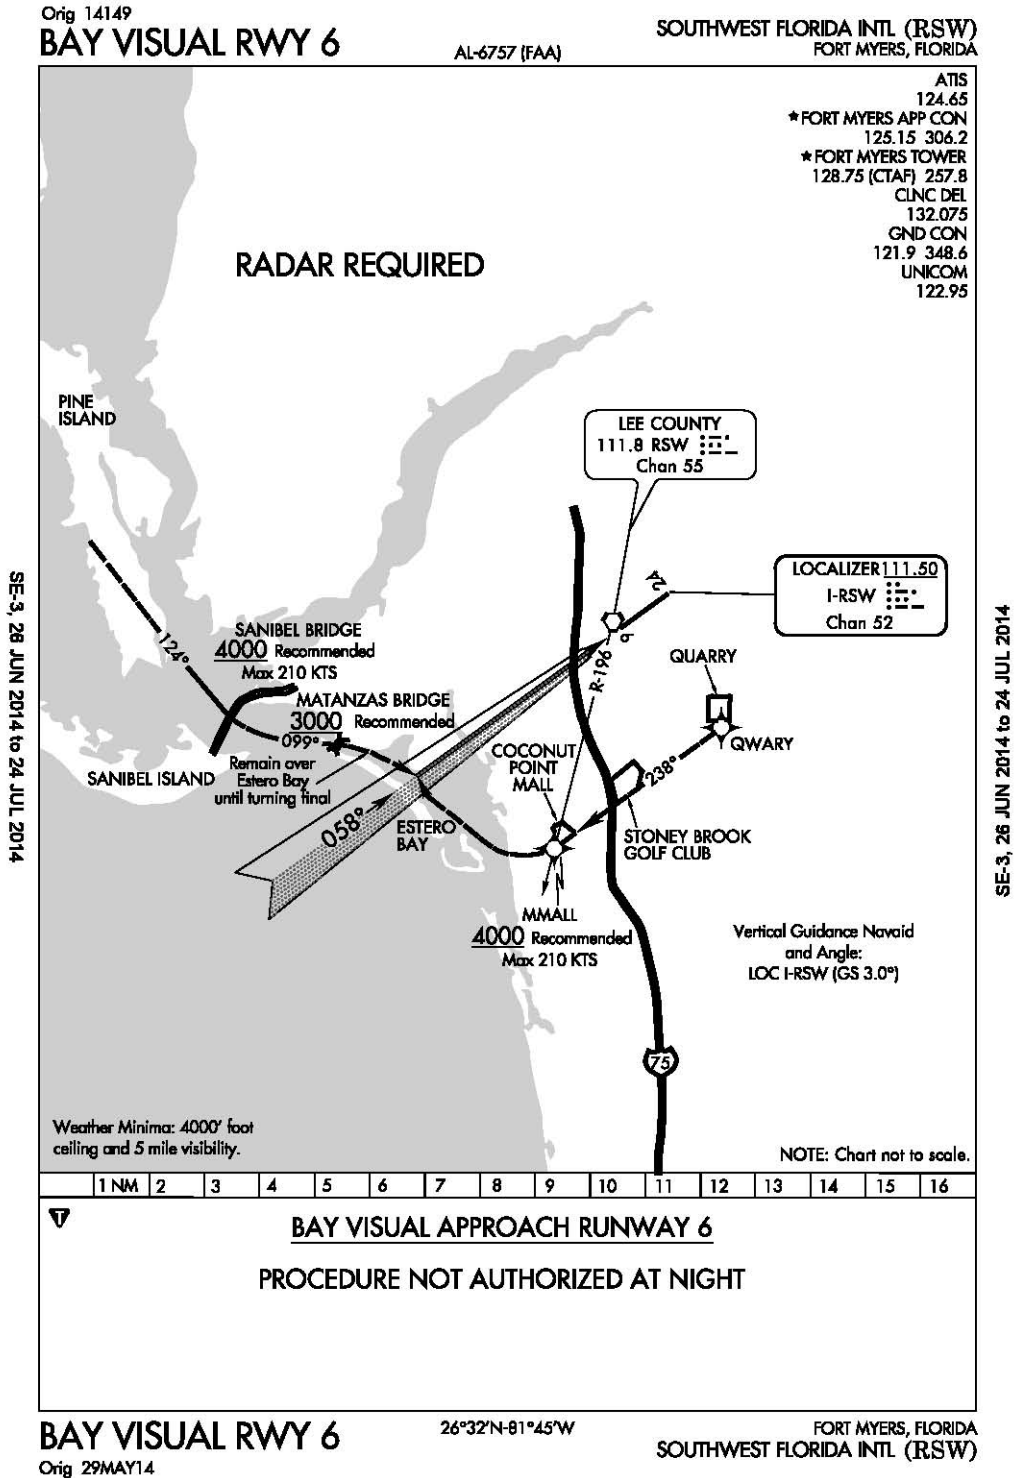 Orig 14149
BAY VISUAL RWY 6
AL-6757 (FAA)
SOUTHWEST FLORIDA INTL (RSW)
FORT MYERS, FLORIDA
ATIS
124.65
★FORT MYERS APP CON
125.15 306.2
★FORT MYERS TOWER
128.75 (CTAF) 257.8
CLNC DEL
132.075
GND CON
121.9 348.6
UNICOM
122.95
RADAR REQUIRED
PINE
ISLAND
LEE COUNTY
111.8 RSW
Chan 55
LOCALIZER 111.50
I-RSW
Chan 52
24
6
R-196
124°
SANIBEL BRIDGE
4000 Recommended
Max 210 KTS
MATANZAS BRIDGE
3000 Recommended
099°
Remain over
Estero Bay
until turning final
SANIBEL ISLAND
058°
ESTERO
BAY
COCONUT
POINT
MALL
QUARRY
QWARY
238°
STONEY BROOK
GOLF CLUB
MMALL
4000 Recommended
Max 210 KTS
Vertical Guidance Navaid
and Angle:
LOC I-RSW (GS 3.0°)
75
Weather Minima: 4000' foot
ceiling and 5 mile visibility.
NOTE: Chart not to scale.
1 NM 2 3 4 5 6 7 8 9 10 11 12 13 14 15 16
T
BAY VISUAL APPROACH RUNWAY 6
PROCEDURE NOT AUTHORIZED AT NIGHT
SE-3, 26 JUN 2014 to 24 JUL 2014
SE-3, 26 JUN 2014 to 24 JUL 2014
BAY VISUAL RWY 6
Orig 29MAY14
26°32'N-81°45'W
FORT MYERS, FLORIDA
SOUTHWEST FLORIDA INTL (RSW)